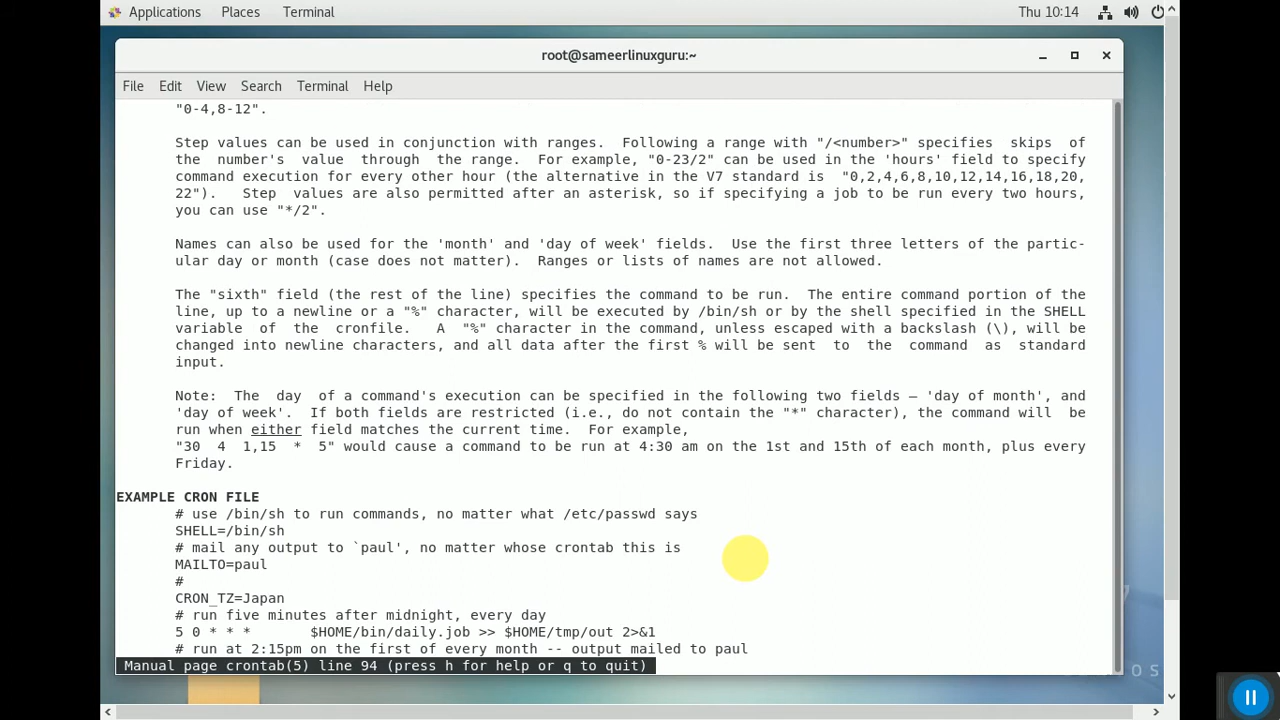 Applications Places Terminal Thu 10:14
root@sameerlinuxguru:~
File Edit View Search Terminal Help
"0-4,8-12".
Step values can be used in conjunction with ranges. Following a range with "/<number>" specifies skips of
the number's value through the range. For example, "0-23/2" can be used in the 'hours' field to specify
command execution for every other hour (the alternative in the V7 standard is "0,2,4,6,8,10,12,14,16,18,20,
22"). Step values are also permitted after an asterisk, so if specifying a job to be run every two hours,
you can use "*/2".
Names can also be used for the 'month' and 'day of week' fields. Use the first three letters of the partic-
ular day or month (case does not matter). Ranges or lists of names are not allowed.
The "sixth" field (the rest of the line) specifies the command to be run. The entire command portion of the
line, up to a newline or a "%" character, will be executed by /bin/sh or by the shell specified in the SHELL
variable of the cronfile. A "%" character in the command, unless escaped with a backslash (\), will be
changed into newline characters, and all data after the first % will be sent to the command as standard
input.
Note: The day of a command's execution can be specified in the following two fields — 'day of month', and
'day of week'. If both fields are restricted (i.e., do not contain the "*" character), the command will be
run when either field matches the current time. For example,
"30 4 1,15 * 5" would cause a command to be run at 4:30 am on the 1st and 15th of each month, plus every
Friday.
EXAMPLE CRON FILE
# use /bin/sh to run commands, no matter what /etc/passwd says
SHELL=/bin/sh
# mail any output to `paul', no matter whose crontab this is
MAILTO=paul
#
CRON_TZ=Japan
# run five minutes after midnight, every day
5 0 * * * $HOME/bin/daily.job >> $HOME/tmp/out 2>&1
# run at 2:15pm on the first of every month -- output mailed to paul
Manual page crontab(5) line 94 (press h for help or q to quit)